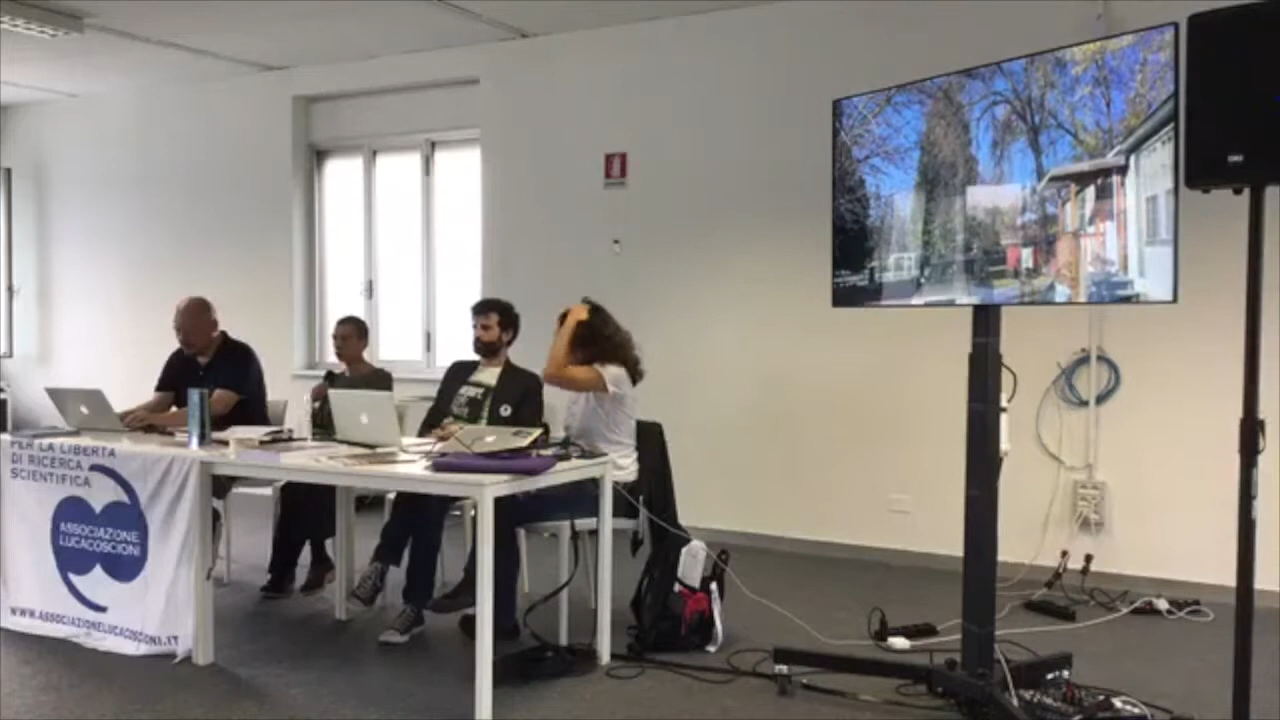 PER LA LIBERTÀ
DI RICERCA
SCIENTIFICA
ASSOCIAZIONE
LUCACOSCIONI
WWW.ASSOCIAZIONELUCACOSCIONI.IT